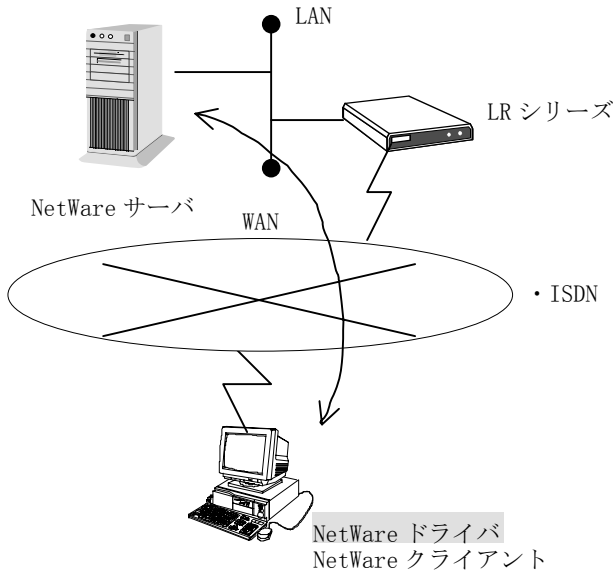 LAN
LR シリーズ
NetWare サーバ
WAN
・ISDN
NetWare ドライバ
NetWare クライアント